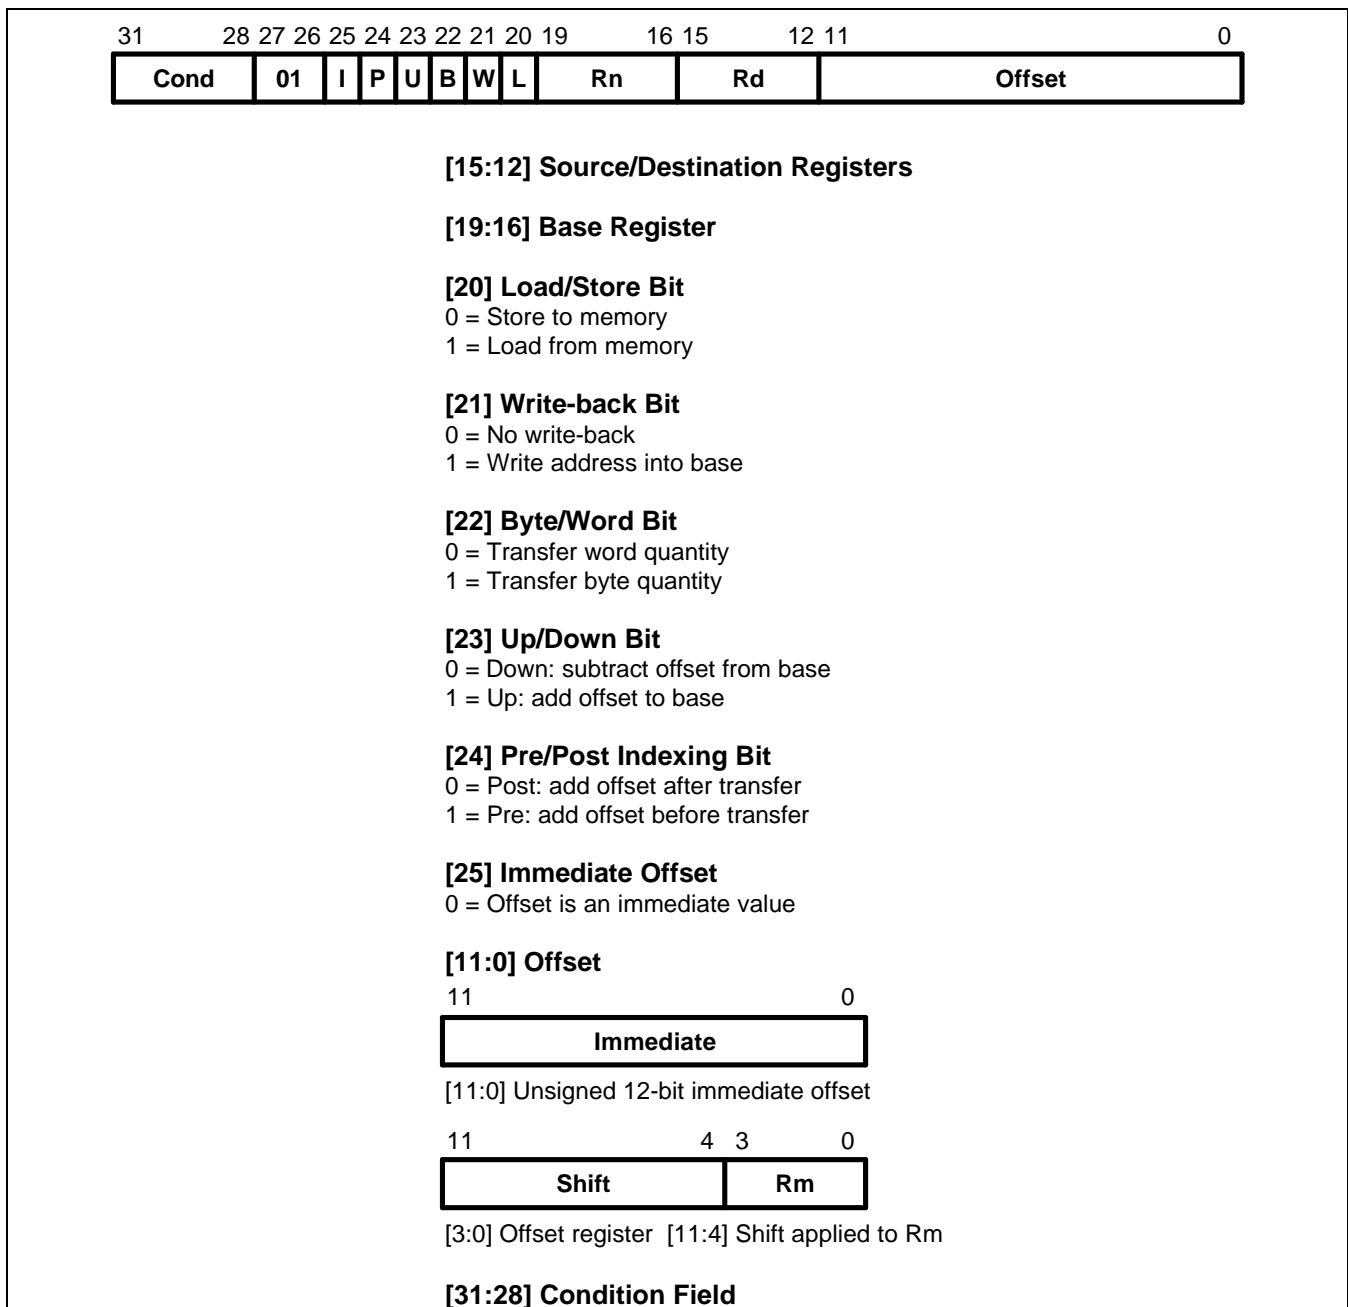 31 28 27 26 25 24 23 22 21 20 19 16 15 12 11 0
Cond 01 I P U B W L Rn Rd Offset
[15:12] Source/Destination Registers
[19:16] Base Register
[20] Load/Store Bit
0 = Store to memory
1 = Load from memory
[21] Write-back Bit
0 = No write-back
1 = Write address into base
[22] Byte/Word Bit
0 = Transfer word quantity
1 = Transfer byte quantity
[23] Up/Down Bit
0 = Down: subtract offset from base
1 = Up: add offset to base
[24] Pre/Post Indexing Bit
0 = Post: add offset after transfer
1 = Pre: add offset before transfer
[25] Immediate Offset
0 = Offset is an immediate value
[11:0] Offset
11 0
Immediate
[11:0] Unsigned 12-bit immediate offset
11 4 3 0
Shift Rm
[3:0] Offset register [11:4] Shift applied to Rm
[31:28] Condition Field